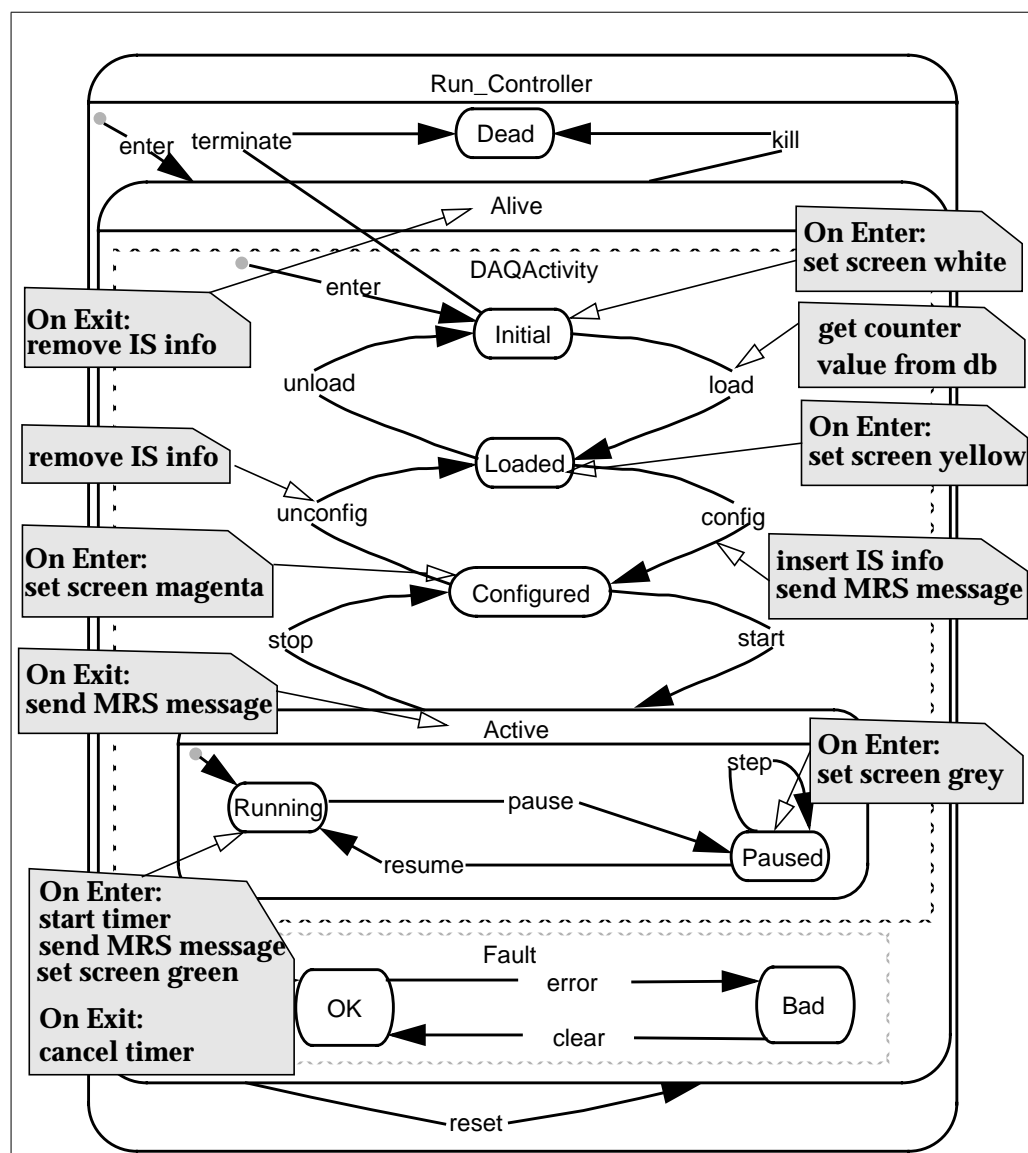 Run_Controller
Dead
enter
terminate
kill
Alive
On Enter:
set screen white
DAQActivity
enter
On Exit:
remove IS info
Initial
get counter
value from db
unload
load
On Enter:
set screen yellow
remove IS info
Loaded
unconfig
config
On Enter:
set screen magenta
insert IS info
send MRS message
Configured
stop
start
On Exit:
send MRS message
Active
On Enter:
set screen grey
step
Running
pause
resume
Paused
On Enter:
start timer
send MRS message
set screen green
On Exit:
cancel timer
Fault
OK
error
Bad
clear
reset